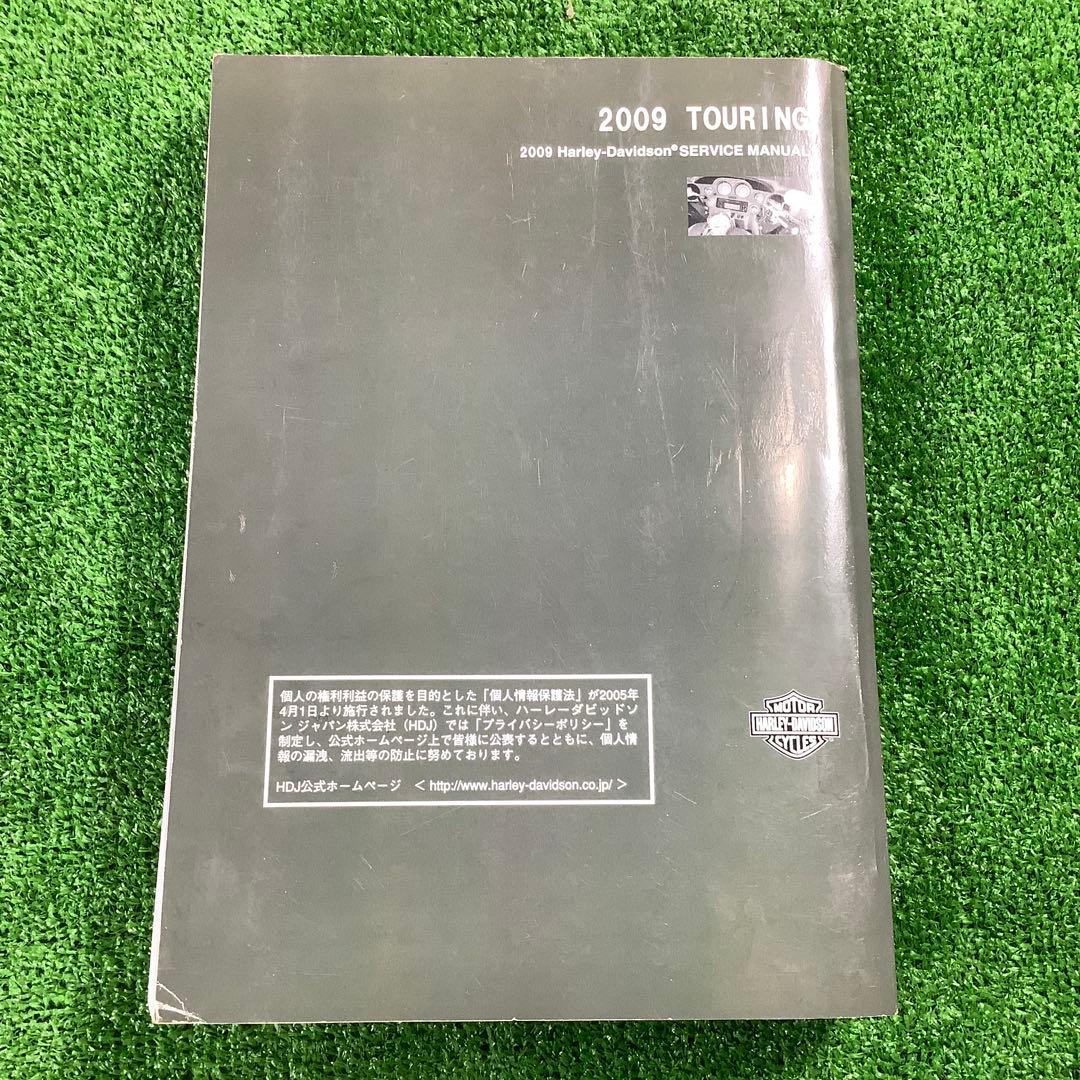 2009 TOURING
2009 Harley-Davidson® SERVICE MANUAL
個人の権利利益の保護を目的とした「個人情報保護法」が2005年
4月1日より施行されました。これに伴い、ハーレーダビッドソ
ン ジャパン株式会社（HDJ）では「プライバシーポリシー」を
制定し、公式ホームページ上で皆様に公表するとともに、個人情
報の漏洩、流出等の防止に努めております。
HDJ公式ホームページ ＜ http://www.harley-davidson.co.jp/ ＞
MOTOR
HARLEY-DAVIDSON
CYCLES